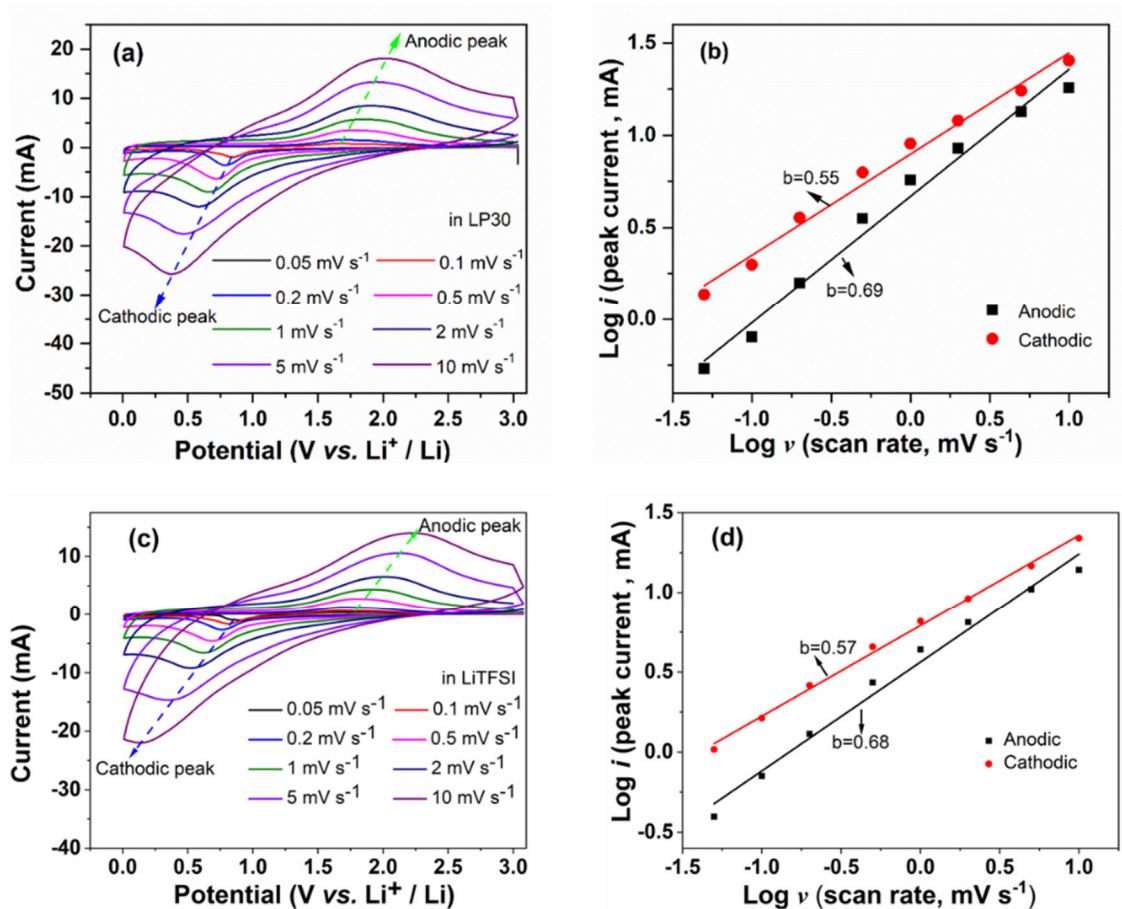 (a)
Anodic peak
20
10
0
-10
-20
-30
-40
-50
Current (mA)
in LP30
0.05 mV s⁻¹ 0.1 mV s⁻¹
0.2 mV s⁻¹ 0.5 mV s⁻¹
Cathodic peak
1 mV s⁻¹ 2 mV s⁻¹
5 mV s⁻¹ 10 mV s⁻¹
0.0 0.5 1.0 1.5 2.0 2.5 3.0
Potential (V vs. Li⁺ / Li)
(b)
1.5
1.0
0.5
0.0
Log i (peak current , mA)
b=0.55
b=0.69
Anodic
Cathodic
-1.5 -1.0 -0.5 0.0 0.5 1.0
Log ν (scan rate, mV s⁻¹)
(c)
Anodic peak
10
0
-10
-20
-30
-40
Current (mA)
in LiTFSI
0.05 mV s⁻¹ 0.1 mV s⁻¹
0.2 mV s⁻¹ 0.5 mV s⁻¹
Cathodic peak
1 mV s⁻¹ 2 mV s⁻¹
5 mV s⁻¹ 10 mV s⁻¹
0.0 0.5 1.0 1.5 2.0 2.5 3.0
Potential (V vs. Li⁺ / Li)
(d)
1.5
1.0
0.5
0.0
-0.5
Log i (peak current , mA)
b=0.57
b=0.68
Anodic
Cathodic
-1.5 -1.0 -0.5 0.0 0.5 1.0
Log ν (scan rate, mV s⁻¹)